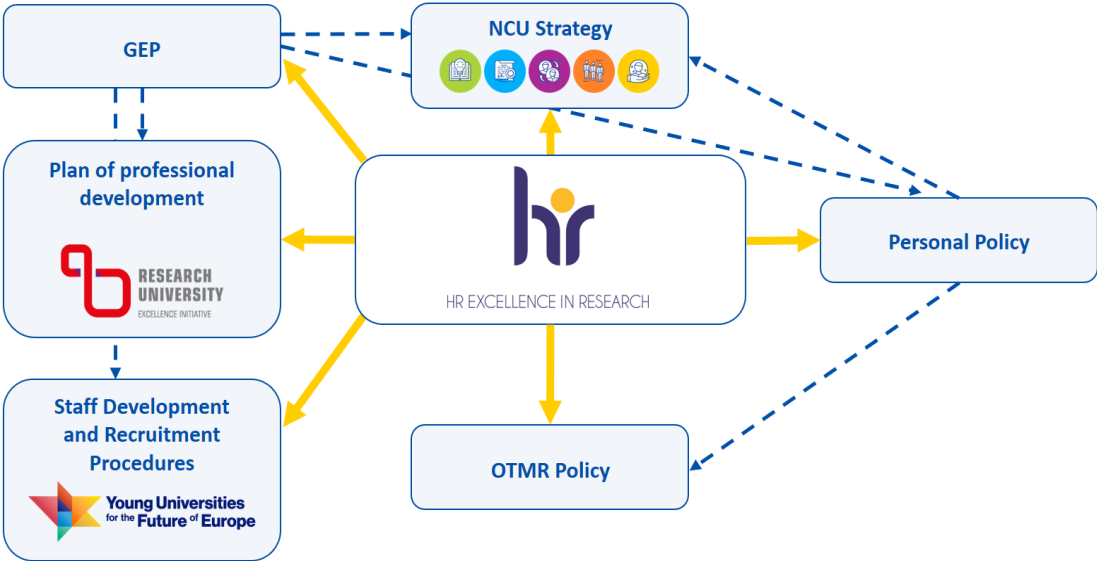 GEP
NCU Strategy
Plan of professional
development
RESEARCH
UNIVERSITY
EXCELLENCE INITIATIVE
hr
HR EXCELLENCE IN RESEARCH
Personal Policy
Staff Development
and Recruitment
Procedures
Young Universities
for the Future of Europe
OTMR Policy